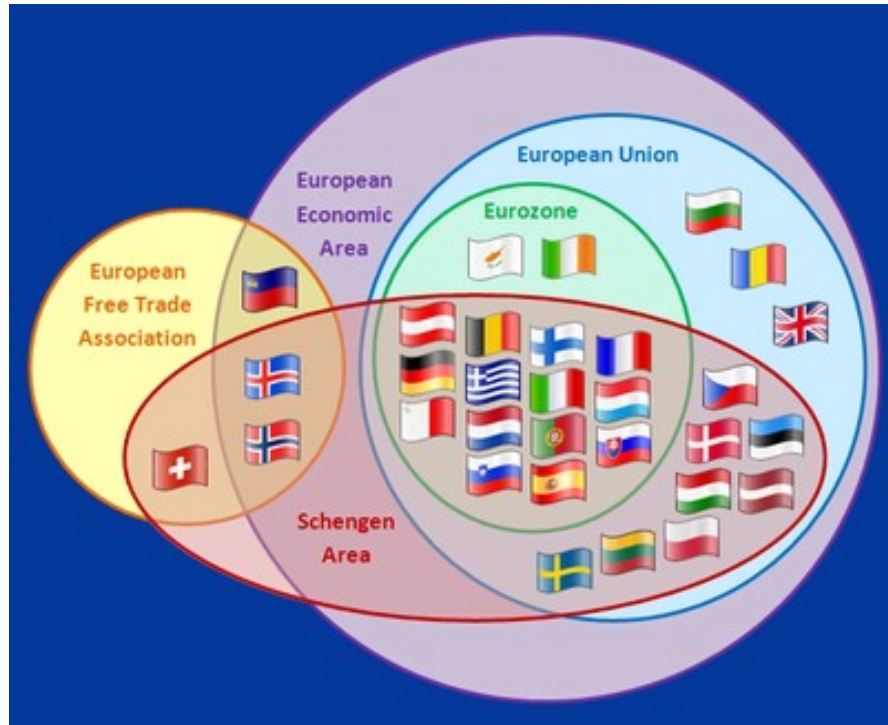 European Union
European
Economic
Area
Eurozone
European
Free Trade
Association
Schengen
Area